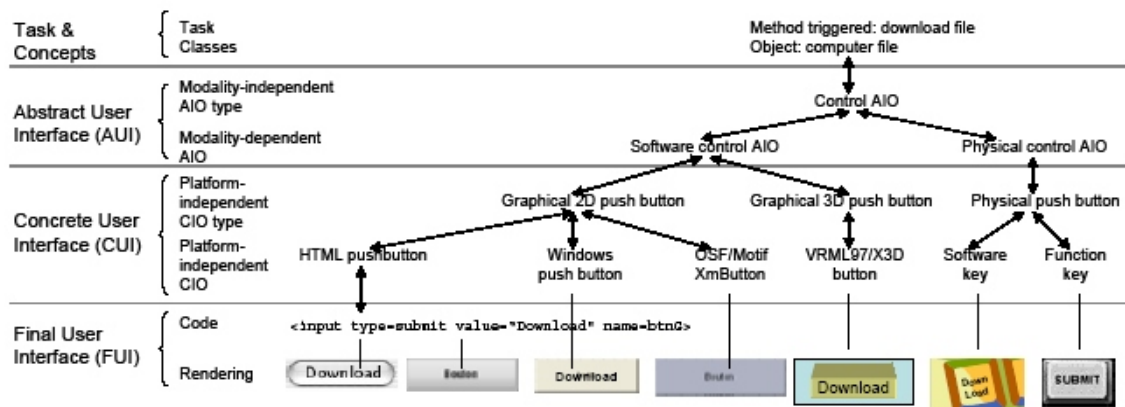 Task &
Concepts
Task
Classes
Method triggered: download file
Object: computer file
Abstract User
Interface (AUI)
Modality-independent
AIO type
Modality-dependent
AIO
Control AIO
Software control AIO
Physical control AIO
Concrete User
Interface (CUI)
Platform-
independent
CIO type
Platform-
independent
CIO
Graphical 2D push button
Graphical 3D push button
Physical push button
HTML pushbutton
Windows
push button
OSF/Motif
XmButton
VRML97/X3D
button
Software
key
Function
key
Final User
Interface (FUI)
Code
<input type=submit value="Download" name=btnG>
Rendering
Download
Download
Download
Down
Load
SUBMIT